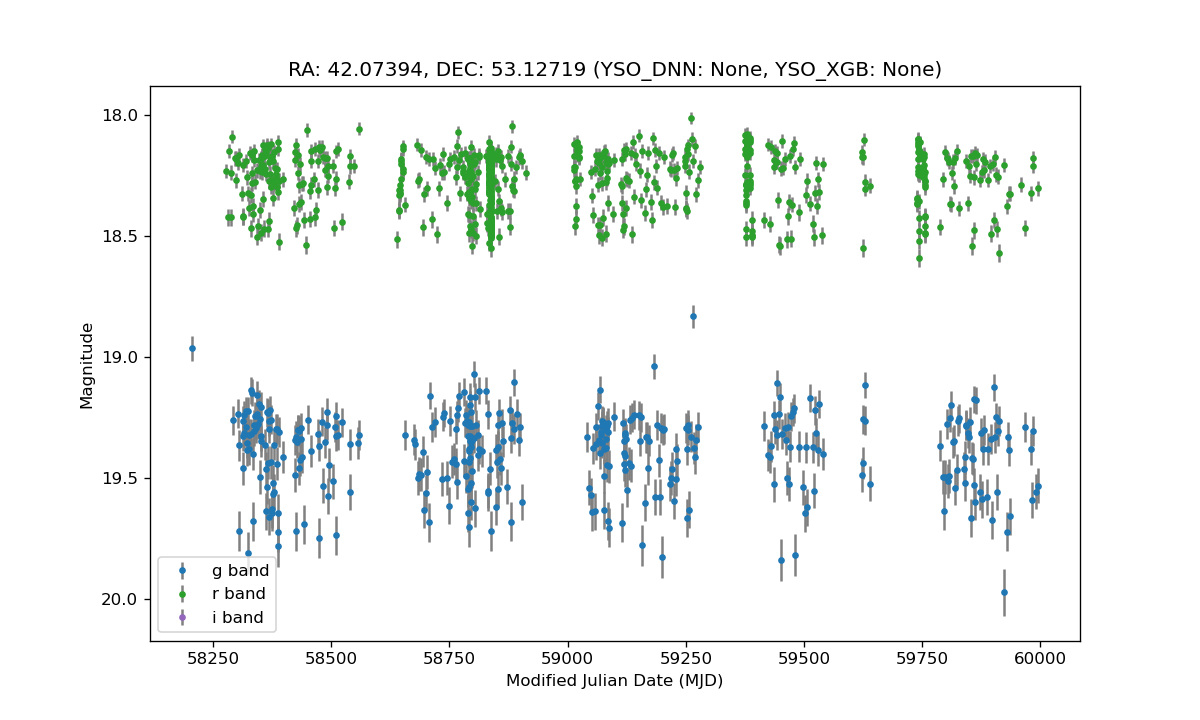 RA: 42.07394, DEC: 53.12719 (YSO_DNN: None, YSO_XGB: None)
18.0
18.5
19.0
19.5
20.0
Magnitude
g band
r band
i band
58250 58500 58750 59000 59250 59500 59750 60000
Modified Julian Date (MJD)